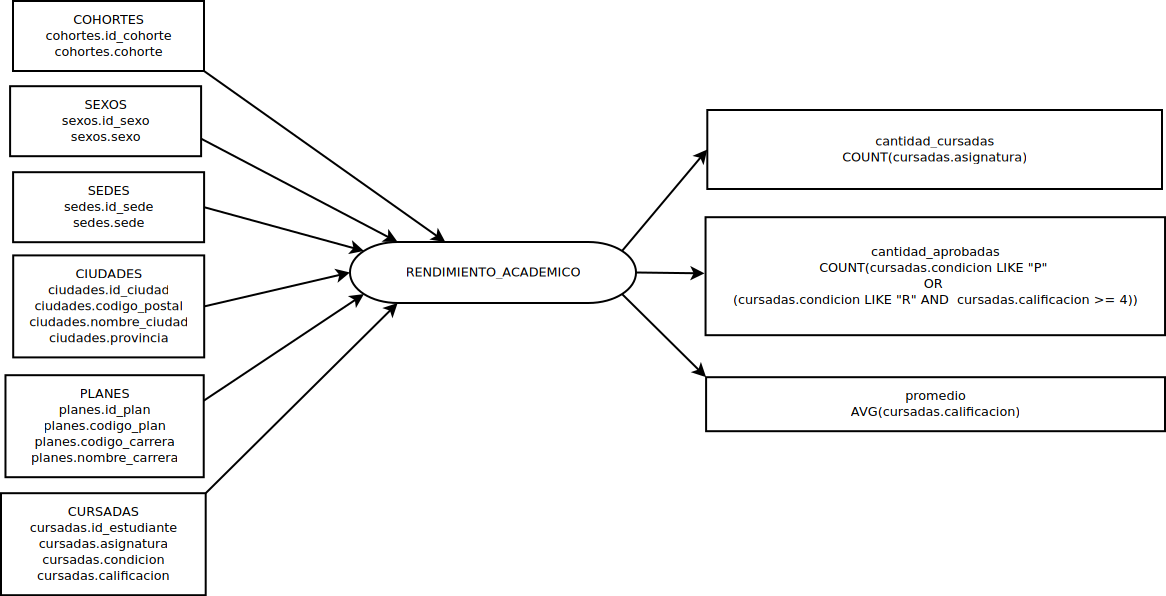 COHORTES
cohortes.id_cohorte
cohortes.cohorte
SEXOS
sexos.id_sexo
sexos.sexo
SEDES
sedes.id_sede
sedes.sede
CIUDADES
ciudades.id_ciudad
ciudades.codigo_postal
ciudades.nombre_ciudad
ciudades.provincia
PLANES
planes.id_plan
planes.codigo_plan
planes.codigo_carrera
planes.nombre_carrera
CURSADAS
cursadas.id_estudiante
cursadas.asignatura
cursadas.condicion
cursadas.calificacion
RENDIMIENTO_ACADEMICO
cantidad_cursadas
COUNT(cursadas.asignatura)
cantidad_aprobadas
COUNT(cursadas.condicion LIKE "P"
OR
(cursadas.condicion LIKE "R" AND  cursadas.calificacion >= 4))
promedio
AVG(cursadas.calificacion)